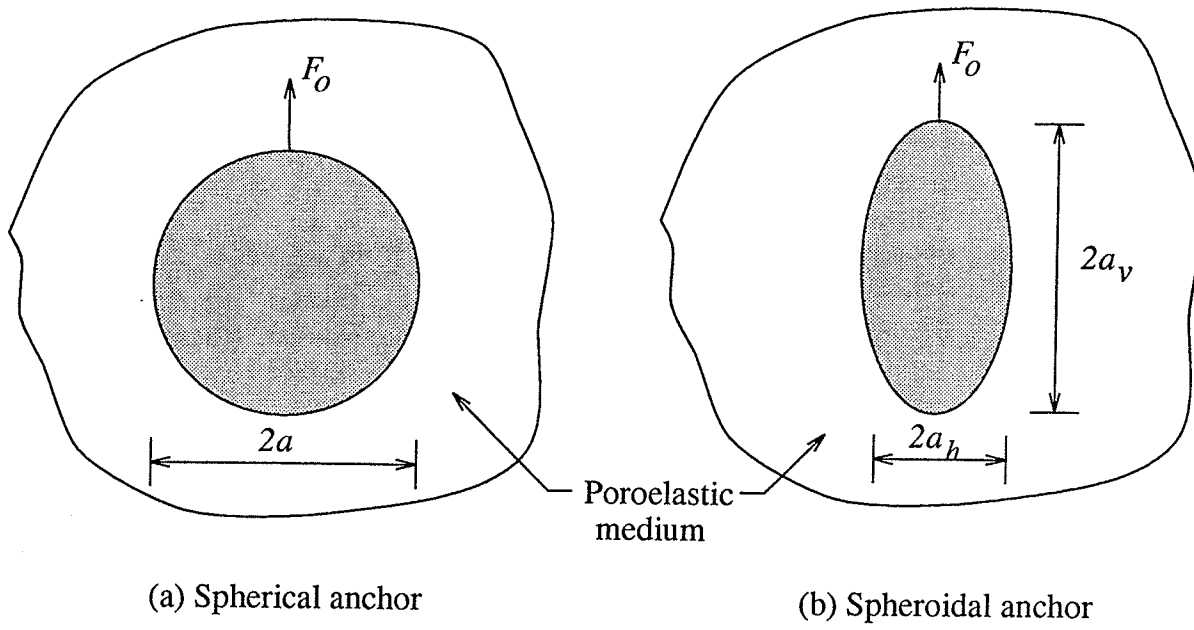 F_o
2a
(a) Spherical anchor
F_o
2a_v
2a_h
(b) Spheroidal anchor
Poroelastic
medium